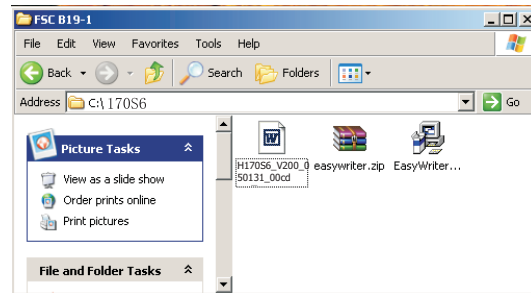 FSC B19-1
File Edit View Favorites Tools Help
Back Search Folders
Address C:\170S6 Go
Picture Tasks
View as a slide show
Order prints online
Print pictures
File and Folder Tasks
H170S6_V200_0
50131_00cd
easywriter.zip
EasyWriter...